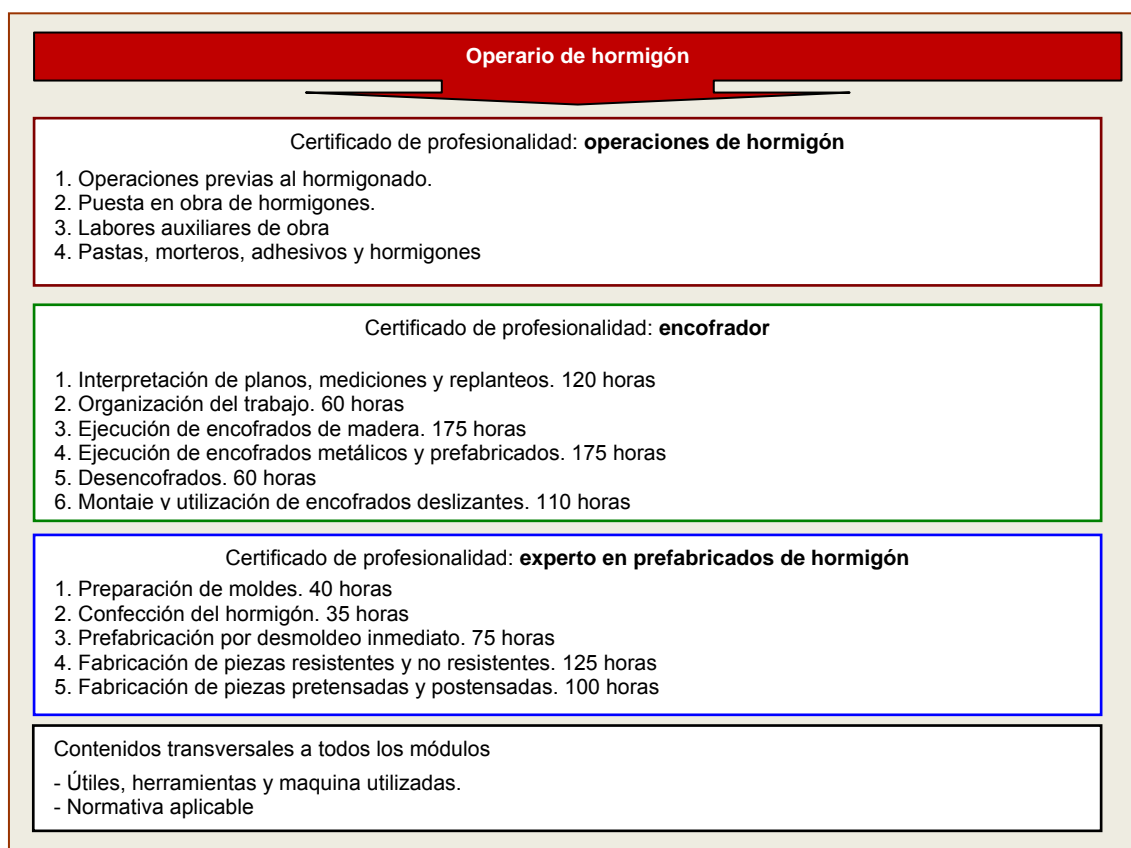 Operario de hormigón
Certificado de profesionalidad: operaciones de hormigón
1. Operaciones previas al hormigonado.
2. Puesta en obra de hormigones.
3. Labores auxiliares de obra
4. Pastas, morteros, adhesivos y hormigones
Certificado de profesionalidad: encofrador
1. Interpretación de planos, mediciones y replanteos. 120 horas
2. Organización del trabajo. 60 horas
3. Ejecución de encofrados de madera. 175 horas
4. Ejecución de encofrados metálicos y prefabricados. 175 horas
5. Desencofrados. 60 horas
6. Montaje y utilización de encofrados deslizantes. 110 horas
Certificado de profesionalidad: experto en prefabricados de hormigón
1. Preparación de moldes. 40 horas
2. Confección del hormigón. 35 horas
3. Prefabricación por desmoldeo inmediato. 75 horas
4. Fabricación de piezas resistentes y no resistentes. 125 horas
5. Fabricación de piezas pretensadas y postensadas. 100 horas
Contenidos transversales a todos los módulos
- Útiles, herramientas y maquina utilizadas.
- Normativa aplicable